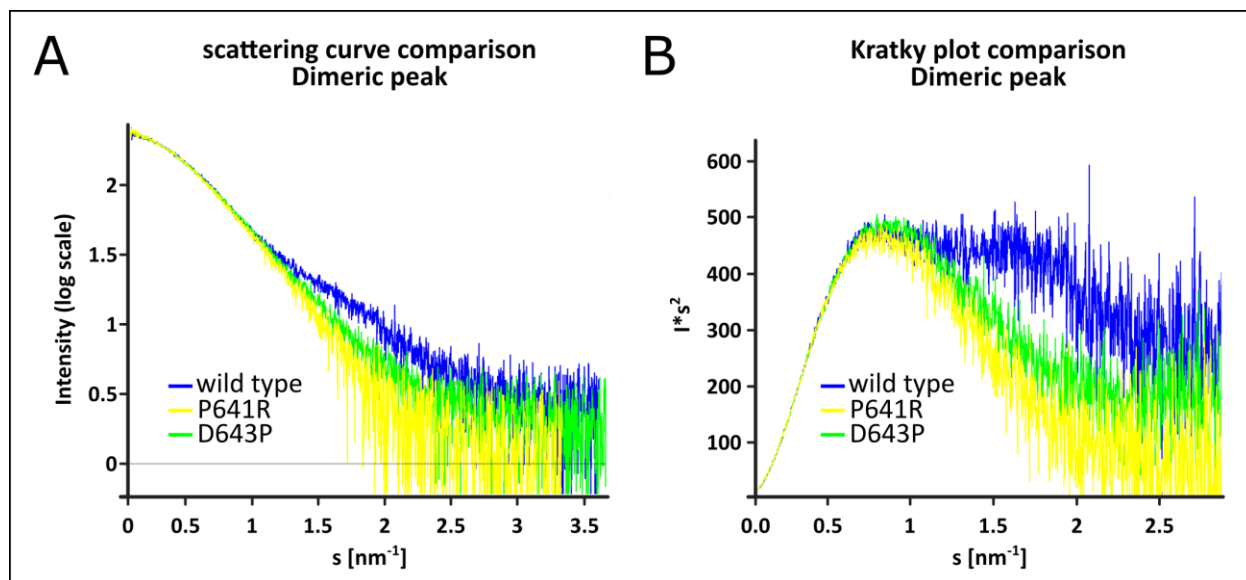 A
scattering curve comparison
Dimeric peak
Intensity (log scale)
2
1.5
1
0.5
0
wild type
P641R
D643P
0 0.5 1 1.5 2 2.5 3 3.5
s [nm⁻¹]
B
Kratky plot comparison
Dimeric peak
I*s²
600
500
400
300
200
100
wild type
P641R
D643P
0.0 0.5 1 1.5 2 2.5
s [nm⁻¹]